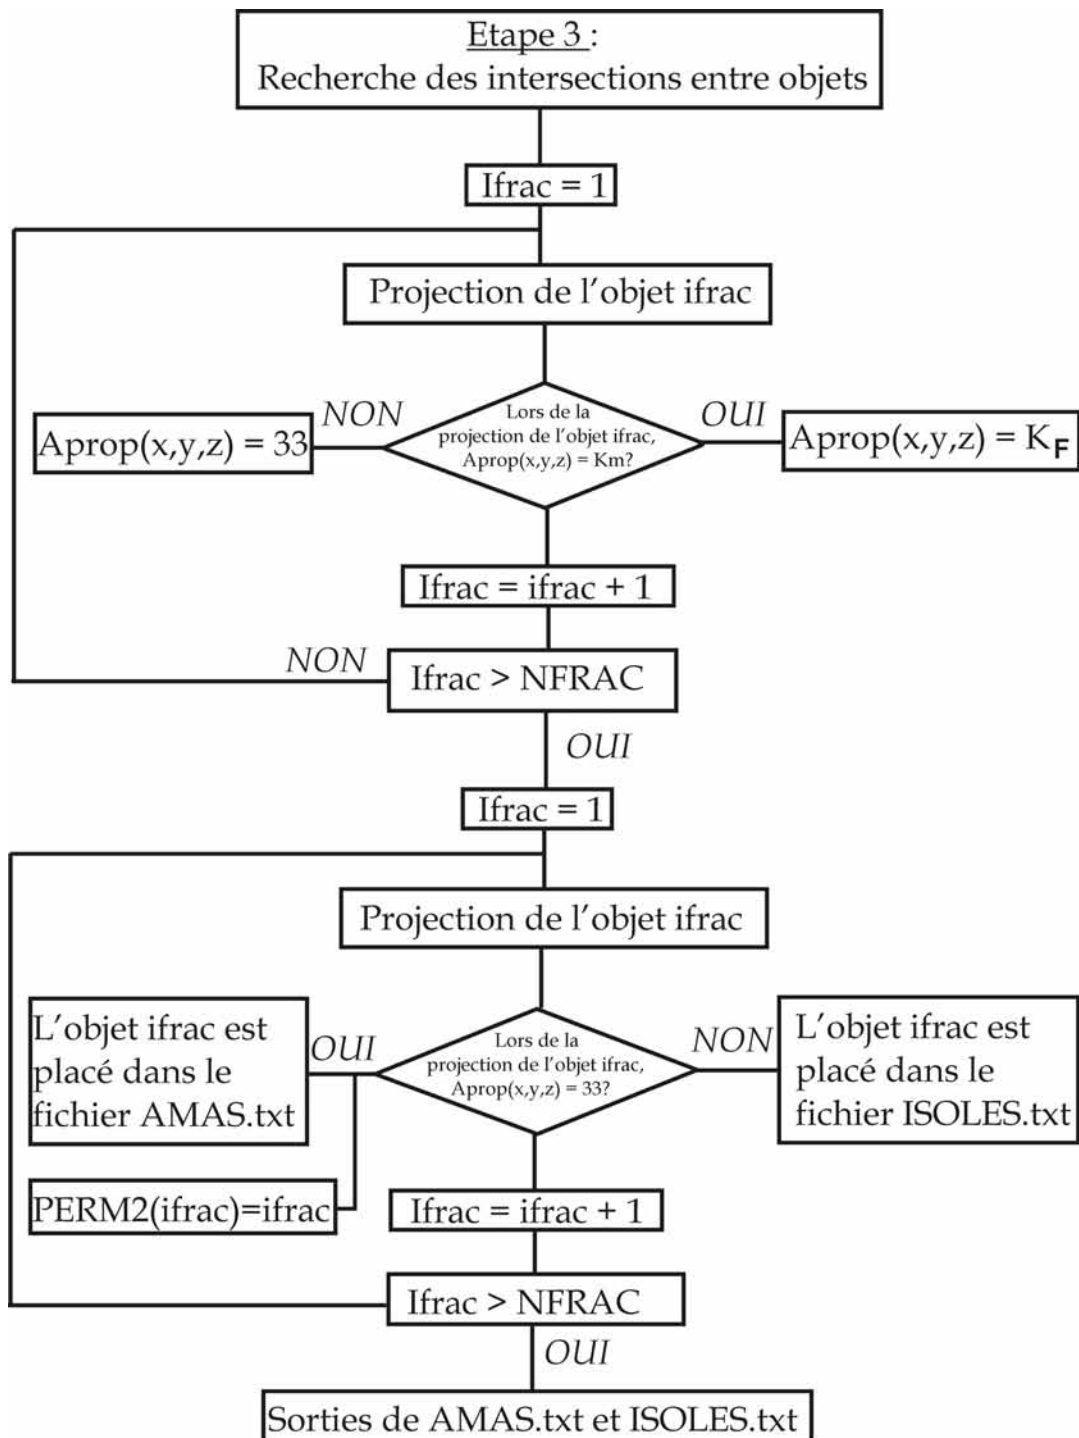 Etape 3 :
Recherche des intersections entre objets
Ifrac = 1
Projection de l'objet ifrac
NON
OUI
Aprop(x,y,z) = 33
Lors de la
projection de l'objet ifrac,
Aprop(x,y,z) = Km?
Aprop(x,y,z) = KF
Ifrac = ifrac + 1
NON
Ifrac > NFRAC
OUI
Ifrac = 1
Projection de l'objet ifrac
L'objet ifrac est
placé dans le
fichier AMAS.txt
OUI
Lors de la
projection de l'objet ifrac,
Aprop(x,y,z) = 33?
NON
L'objet ifrac est
placé dans le
fichier ISOLES.txt
PERM2(ifrac)=ifrac
Ifrac = ifrac + 1
Ifrac > NFRAC
OUI
Sorties de AMAS.txt et ISOLES.txt